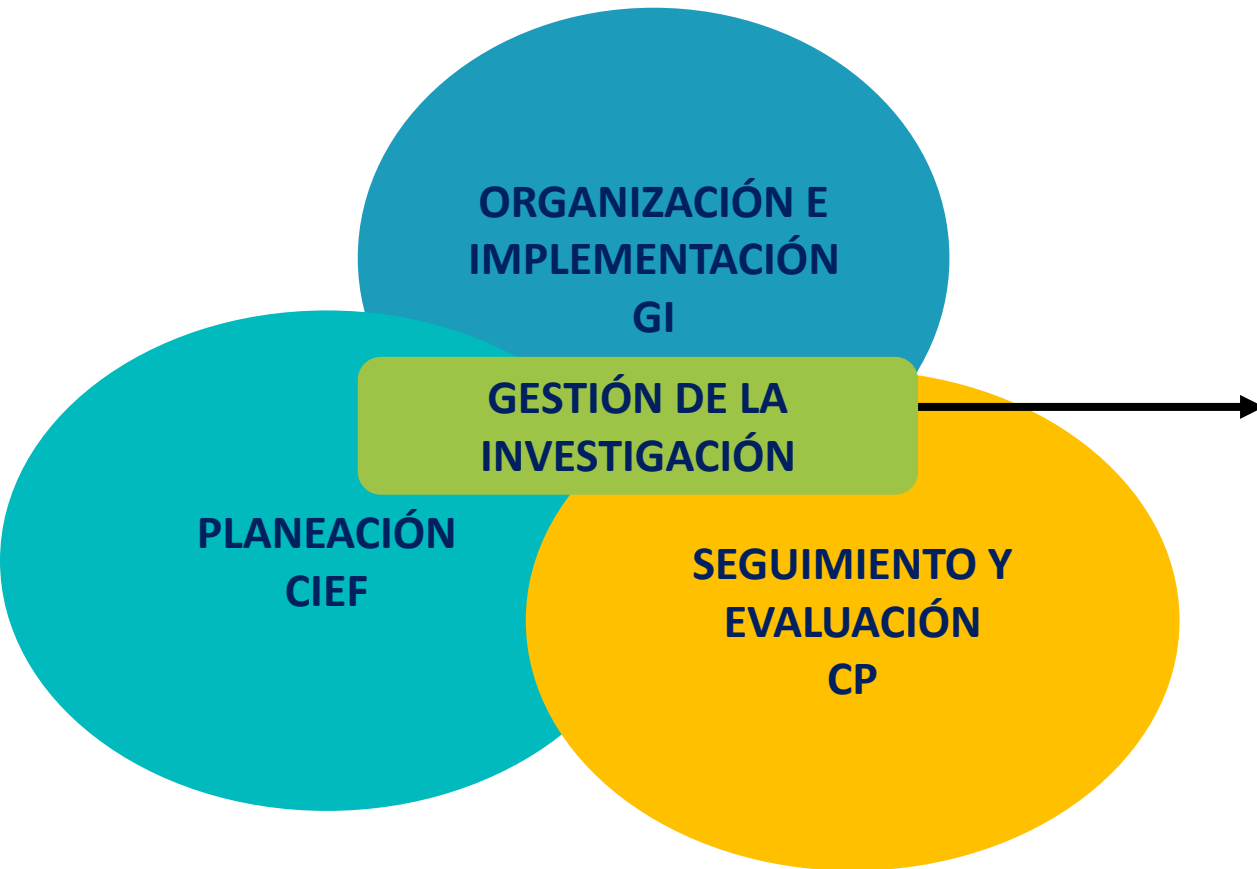 ORGANIZACIÓN E
IMPLEMENTACIÓN
GI
GESTIÓN DE LA
INVESTIGACIÓN
PLANEACIÓN
CIEF
SEGUIMIENTO Y
EVALUACIÓN
CP